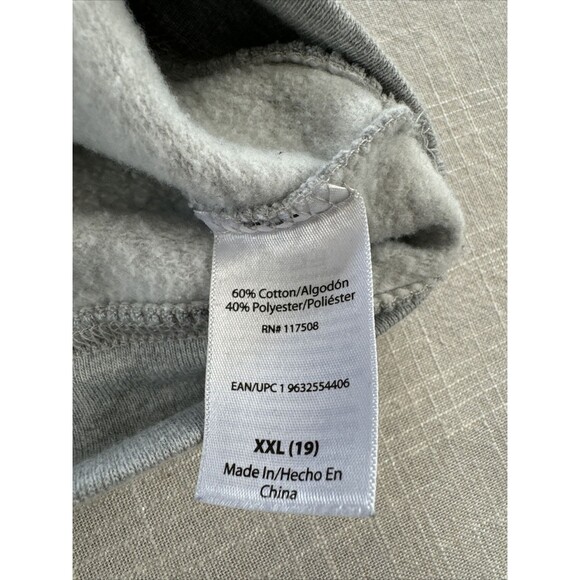 60% Cotton/Algodón
40% Polyester/Poliéster
RN# 117508
EAN/UPC 1 9632554406
XXL (19)
Made In/Hecho En
China